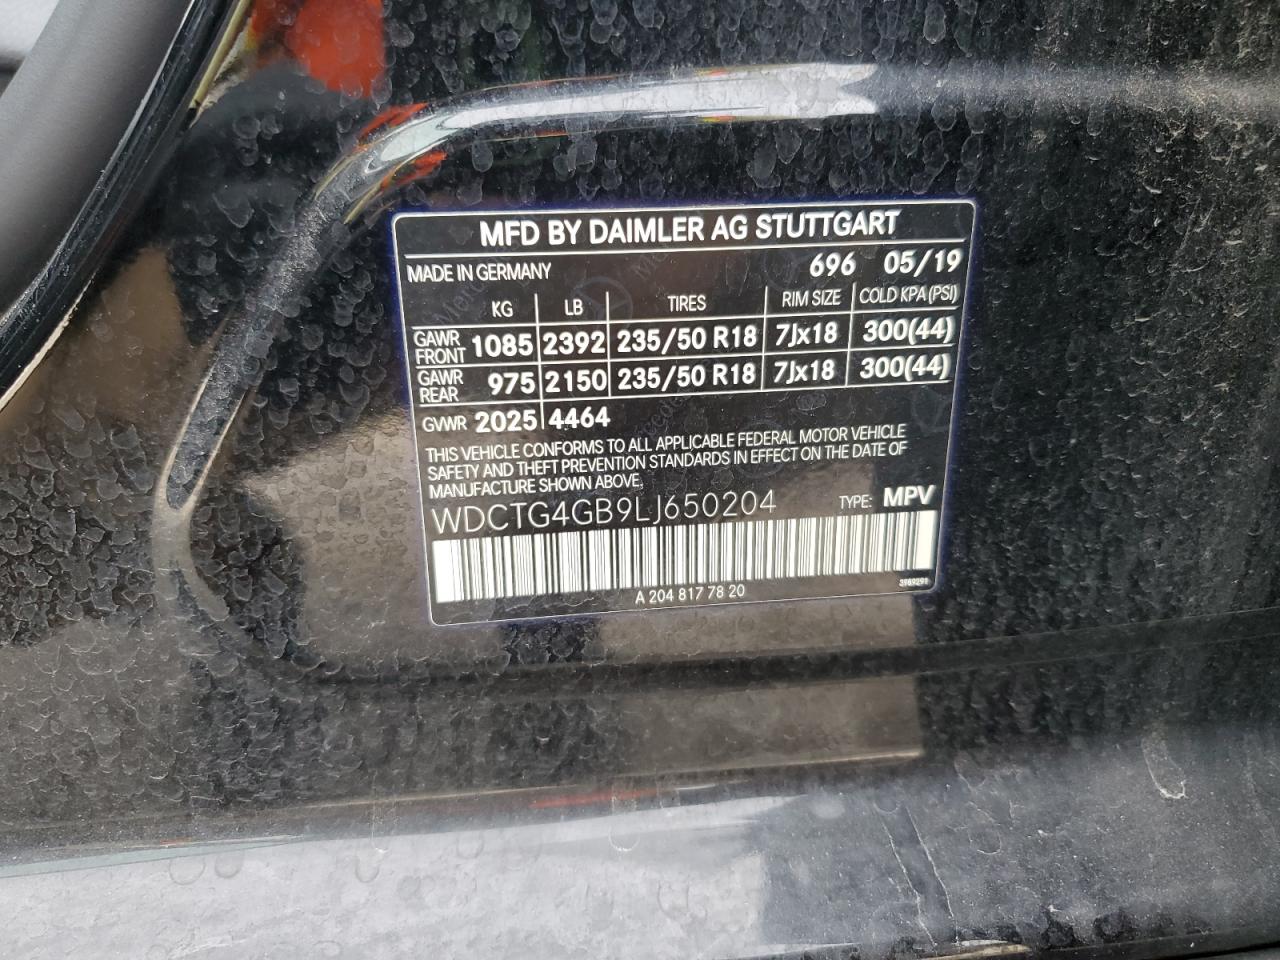 MFD BY DAIMLER AG STUTTGART
MADE IN GERMANY 696 05/19
KG LB TIRES RIM SIZE COLD KPA (PSI)
GAWR FRONT 1085 2392 235/50 R18 7Jx18 300(44)
GAWR REAR 975 2150 235/50 R18 7Jx18 300(44)
GVWR 2025 4464
THIS VEHICLE CONFORMS TO ALL APPLICABLE FEDERAL MOTOR VEHICLE
SAFETY AND THEFT PREVENTION STANDARDS IN EFFECT ON THE DATE OF
MANUFACTURE SHOWN ABOVE.
WDCTG4GB9LJ650204 TYPE: MPV
A 204 817 78 20